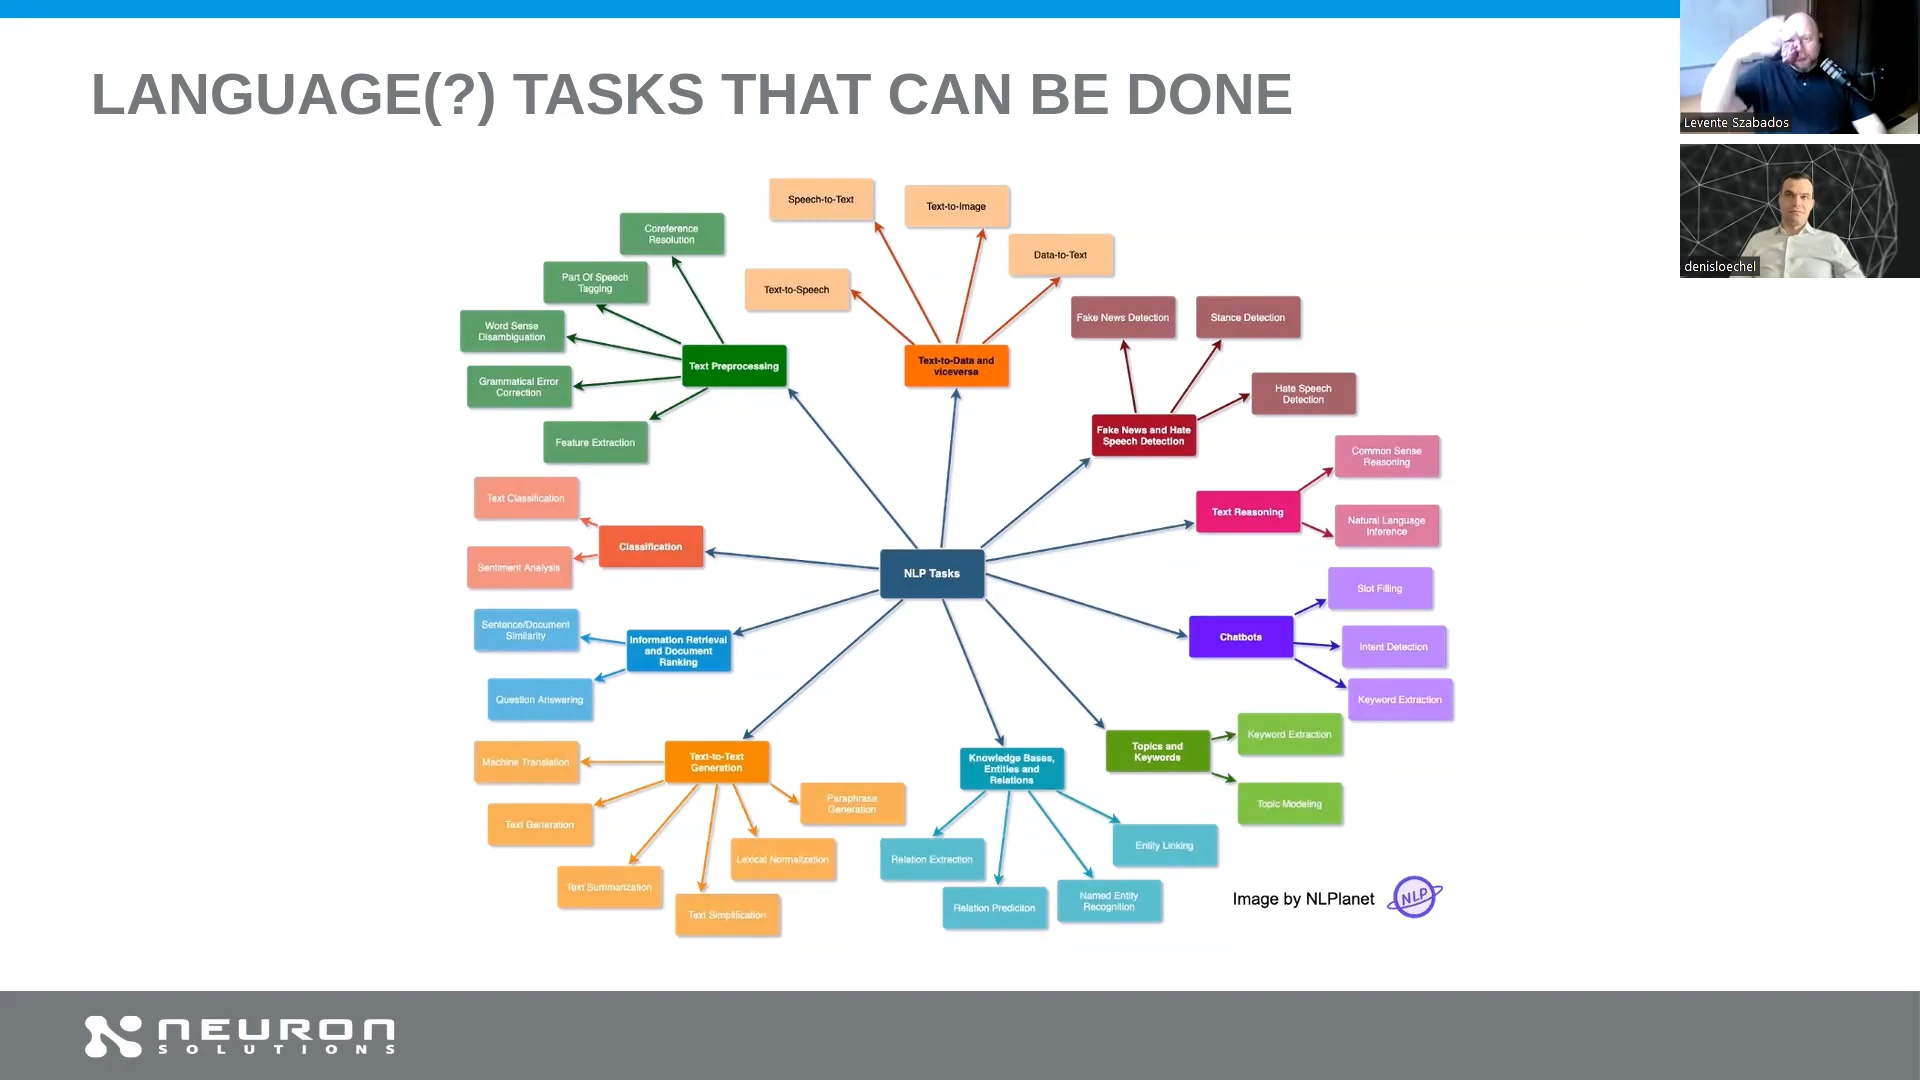 LANGUAGE(?) TASKS THAT CAN BE DONE
Levente Szabados
denisloechel
Speech-to-Text
Text-to-Image
Data-to-Text
Text-to-Speech
Text-to-Data and
viceversa
Coreference
Resolution
Part Of Speech
Tagging
Word Sense
Disambiguation
Grammatical Error
Correction
Feature Extraction
Text Preprocessing
Fake News Detection
Stance Detection
Hate Speech
Detection
Fake News and Hate
Speech Detection
Common Sense
Reasoning
Natural Language
Inference
Text Reasoning
Text Classification
Sentiment Analysis
Classification
NLP Tasks
Slot Filling
Intent Detection
Keyword Extraction
Chatbots
Sentence/Document
Similarity
Question Answering
Information Retrieval
and Document
Ranking
Machine Translation
Text Generation
Text Summarization
Text Simplification
Lexical Normalization
Paraphrase
Generation
Text-to-Text
Generation
Knowledge Bases,
Entities and
Relations
Relation Extraction
Relation Prediciton
Named Entity
Recognition
Entity Linking
Topics and
Keywords
Keyword Extraction
Topic Modeling
Image by NLPlanet
NLP
NEURON
SOLUTIONS